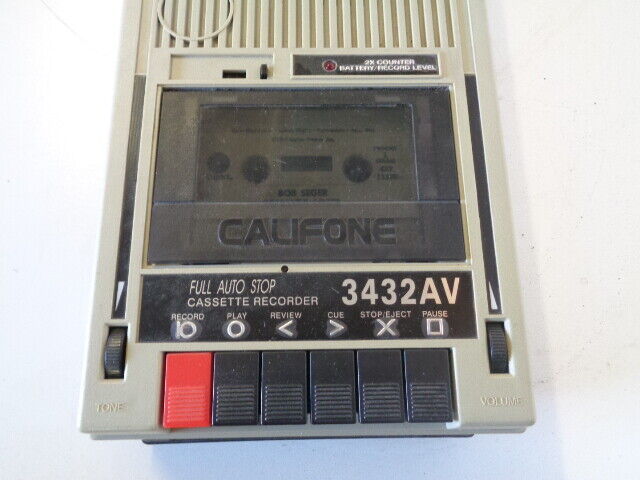 2X COUNTER
BATTERY/RECORD LEVEL
BOB SEGER
CALIFONE
FULL AUTO STOP
CASSETTE RECORDER
3432AV
RECORD PLAY REVIEW CUE STOP/EJECT PAUSE
TONE
VOLUME